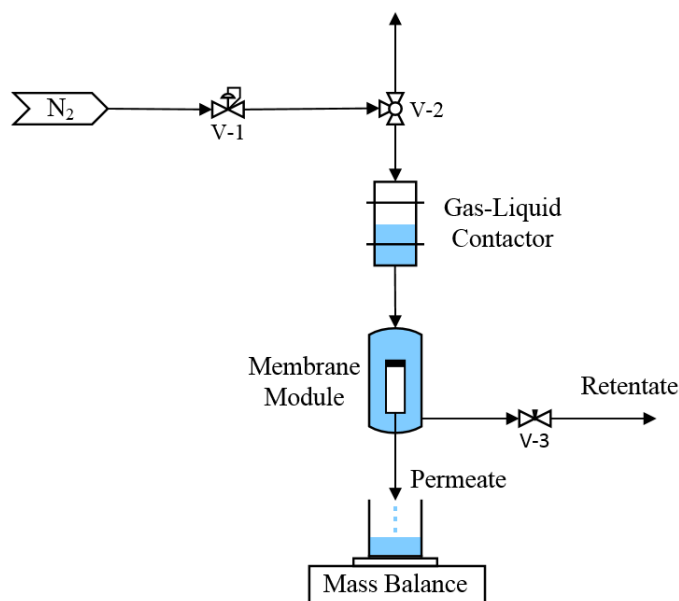 N₂
V-1
V-2
Gas-Liquid
Contactor
Membrane
Module
Retentate
V-3
Permeate
Mass Balance